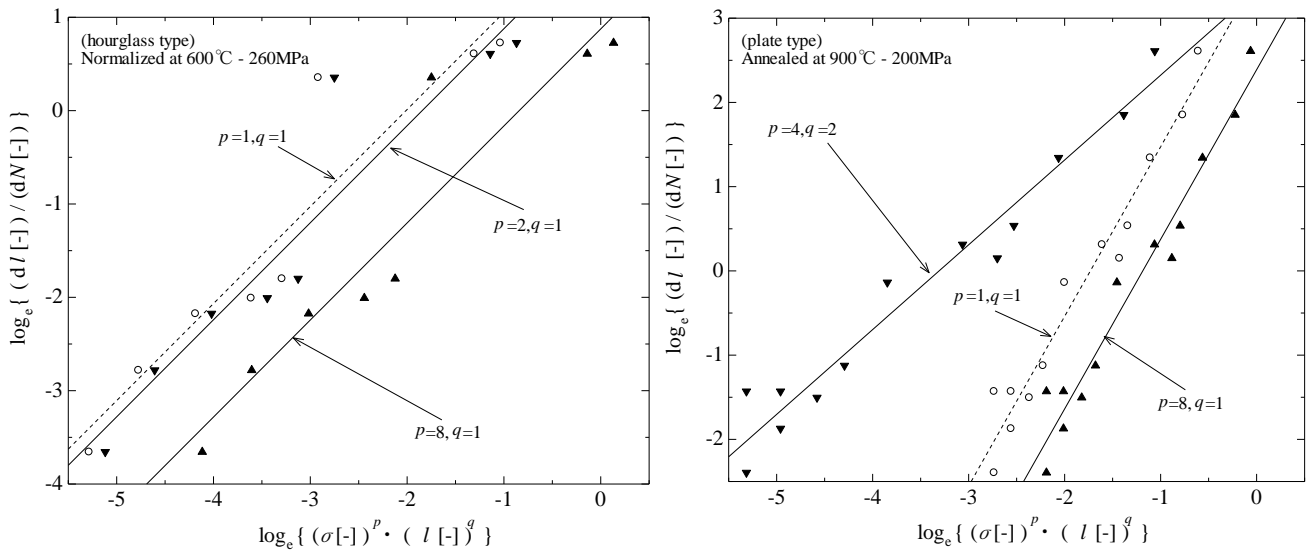 (hourglass type)
Normalized at 600℃ - 260MPa
p=1,q=1
p=2,q=1
p=8,q=1
1
0
-1
-2
-3
-4
-5
-4
-3
-2
-1
0
log_e{ (dl[-])/(dN[-]) }
log_e{ (σ[-])^p・( l [-])^q }
(plate type)
Annealed at 900℃ - 200MPa
p=4,q=2
p=1,q=1
p=8,q=1
3
2
1
0
-1
-2
-5
-4
-3
-2
-1
0
log_e{ (dl [-])/(dN[-]) }
log_e{ (σ[-])^p・( l [-])^q }